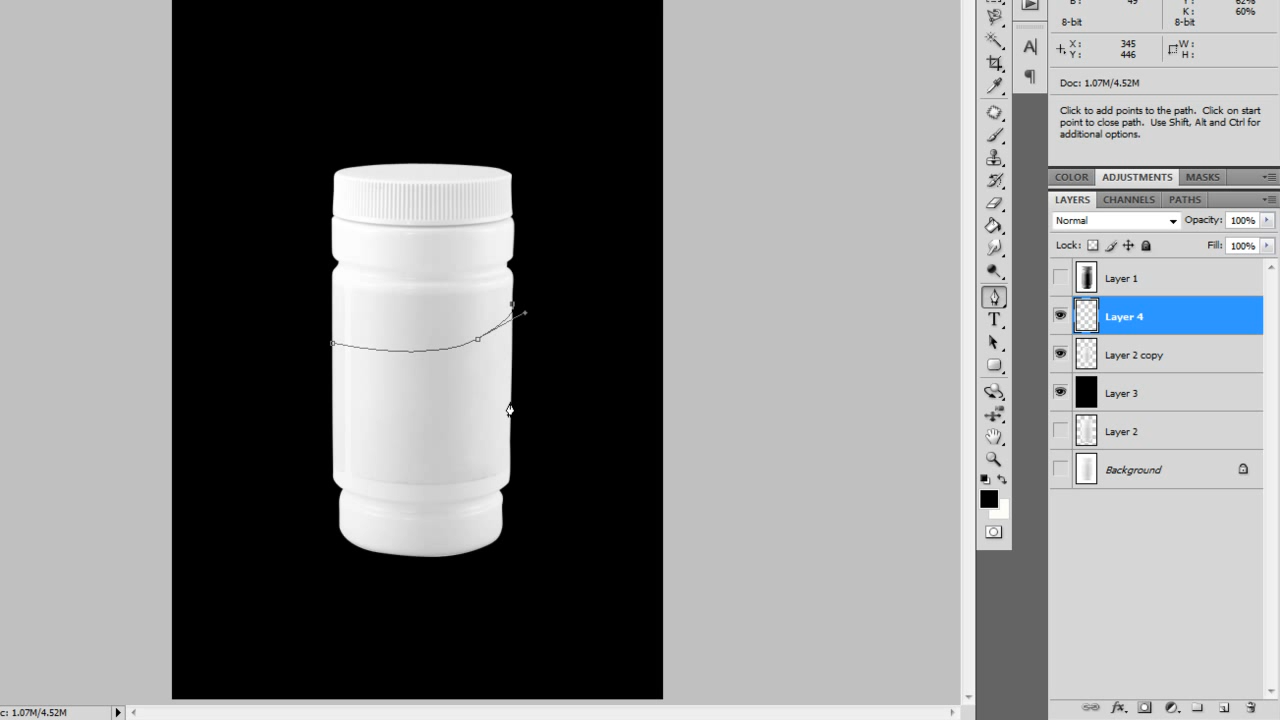 B: 49 Y: 62%
K: 60%
8-bit 8-bit
X: 345 W:
Y: 446 H:
Doc: 1.07M/4.52M
Click to add points to the path. Click on start
point to close path. Use Shift, Alt and Ctrl for
additional options.
COLOR ADJUSTMENTS MASKS
LAYERS CHANNELS PATHS
Normal Opacity: 100%
Lock: Fill: 100%
Layer 1
Layer 4
Layer 2 copy
Layer 3
Layer 2
Background
c: 1.07M/4.52M